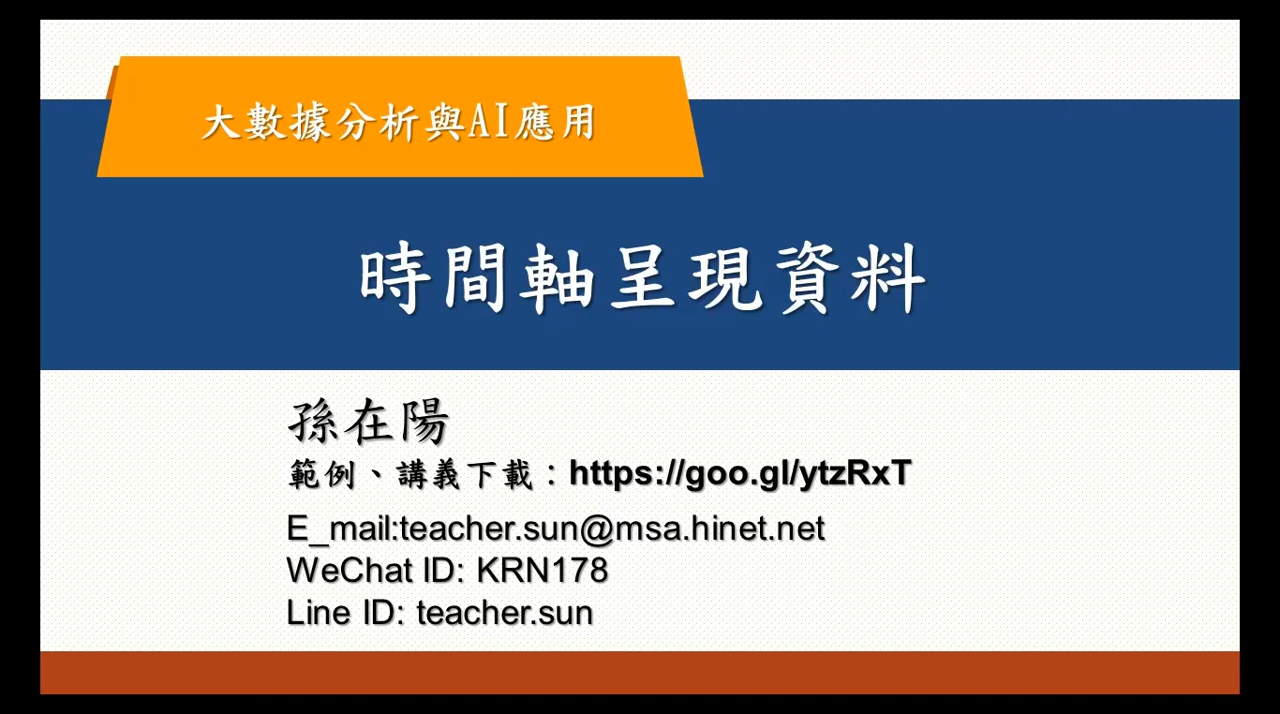 大數據分析與AI應用
時間軸呈現資料
孫在陽
範例、講義下載：https://goo.gl/ytzRxT
E_mail:teacher.sun@msa.hinet.net
WeChat ID: KRN178
Line ID: teacher.sun